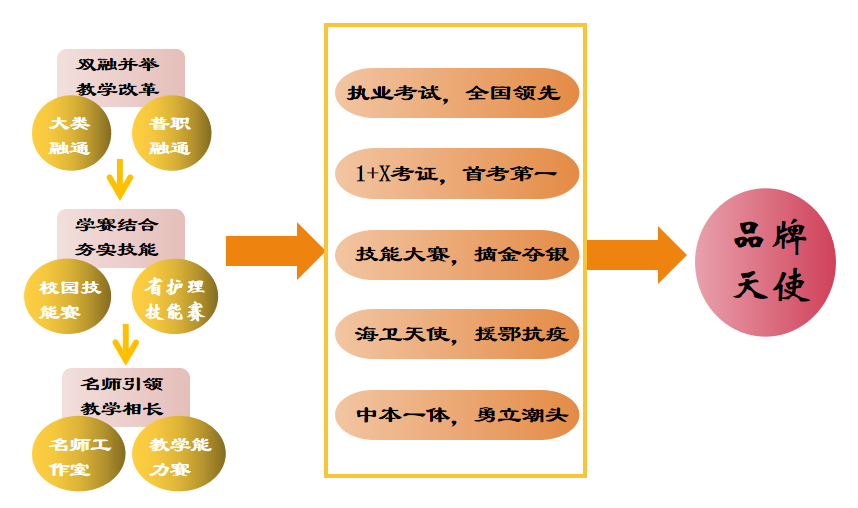 双融并举
教学改革
大类
融通
普职
融通
学赛结合
夯实技能
校园技
能赛
省护理
技能赛
名师引领
教学相长
名师工
作室
教学能
力赛
执业考试，全国领先
1+X考证，首考第一
技能大赛，摘金夺银
海卫天使，援鄂抗疫
中本一体，勇立潮头
品牌
天使